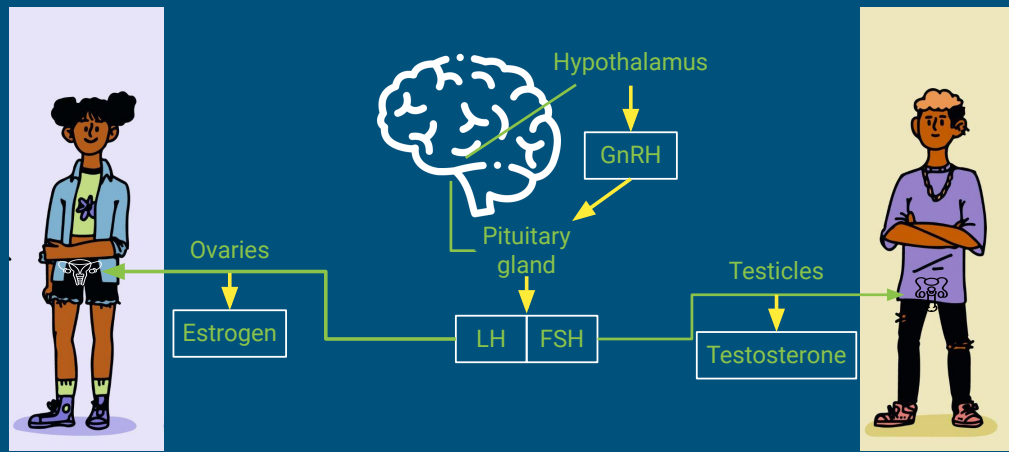 Hypothalamus
GnRH
Pituitary
gland
Ovaries
Testicles
Estrogen
LH
FSH
Testosterone